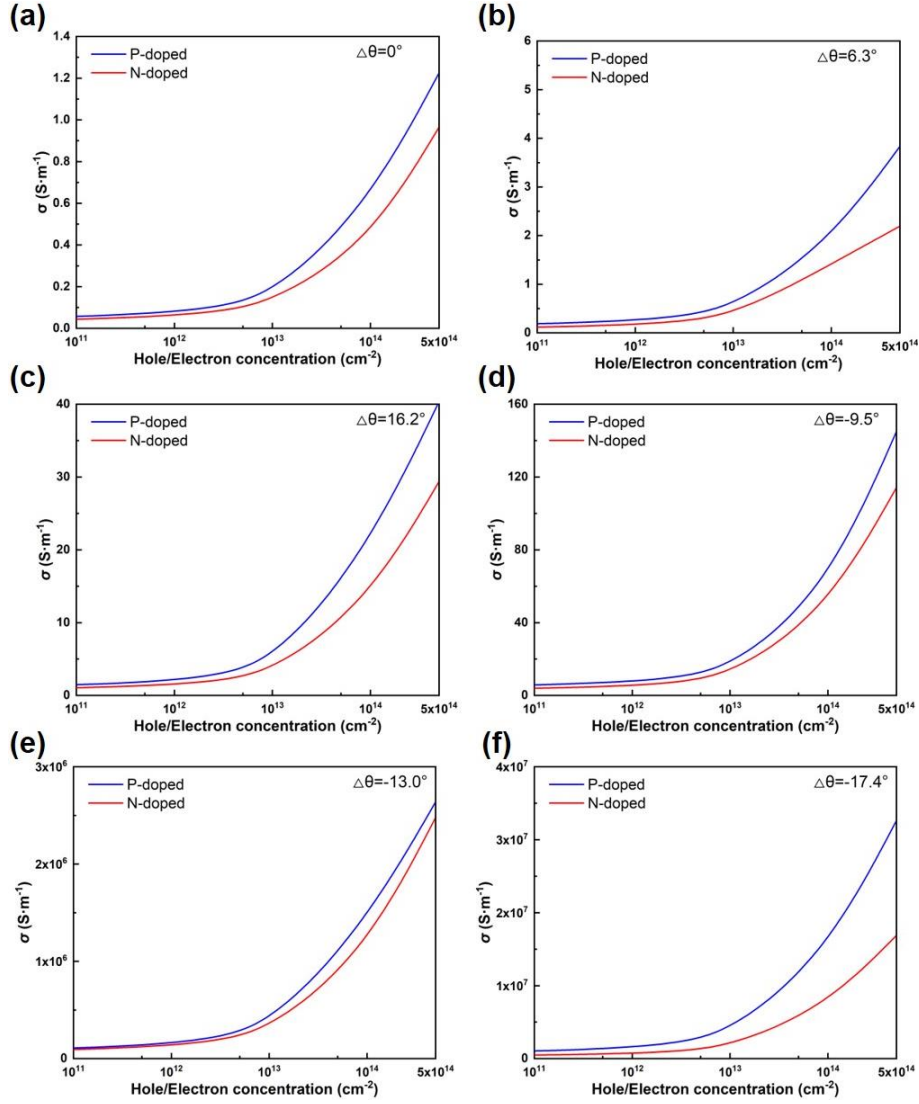 (a)
△θ=0°
P-doped
N-doped
1.4
1.2
1.0
0.8
0.6
0.4
0.2
0.0
σ (S·m⁻¹)
10¹¹ 10¹² 10¹³ 10¹⁴ 5x10¹⁴
Hole/Electron concentration (cm⁻²)
(b)
△θ=6.3°
P-doped
N-doped
6
5
4
3
2
1
0
σ (S·m⁻¹)
10¹¹ 10¹² 10¹³ 10¹⁴ 5x10¹⁴
Hole/Electron concentration (cm⁻²)
(c)
△θ=16.2°
P-doped
N-doped
40
30
20
10
0
σ (S·m⁻¹)
10¹¹ 10¹² 10¹³ 10¹⁴ 5x10¹⁴
Hole/Electron concentration (cm⁻²)
(d)
△θ=-9.5°
P-doped
N-doped
160
120
80
40
0
σ (S·m⁻¹)
10¹¹ 10¹² 10¹³ 10¹⁴ 5x10¹⁴
Hole/Electron concentration (cm⁻²)
(e)
△θ=-13.0°
P-doped
N-doped
3x10⁶
2x10⁶
1x10⁶
0
σ (S·m⁻¹)
10¹¹ 10¹² 10¹³ 10¹⁴ 5x10¹⁴
Hole/Electron concentration (cm⁻²)
(f)
△θ=-17.4°
P-doped
N-doped
4x10⁷
3x10⁷
2x10⁷
1x10⁷
0
σ (S·m⁻¹)
10¹¹ 10¹² 10¹³ 10¹⁴ 5x10¹⁴
Hole/Electron concentration (cm⁻²)